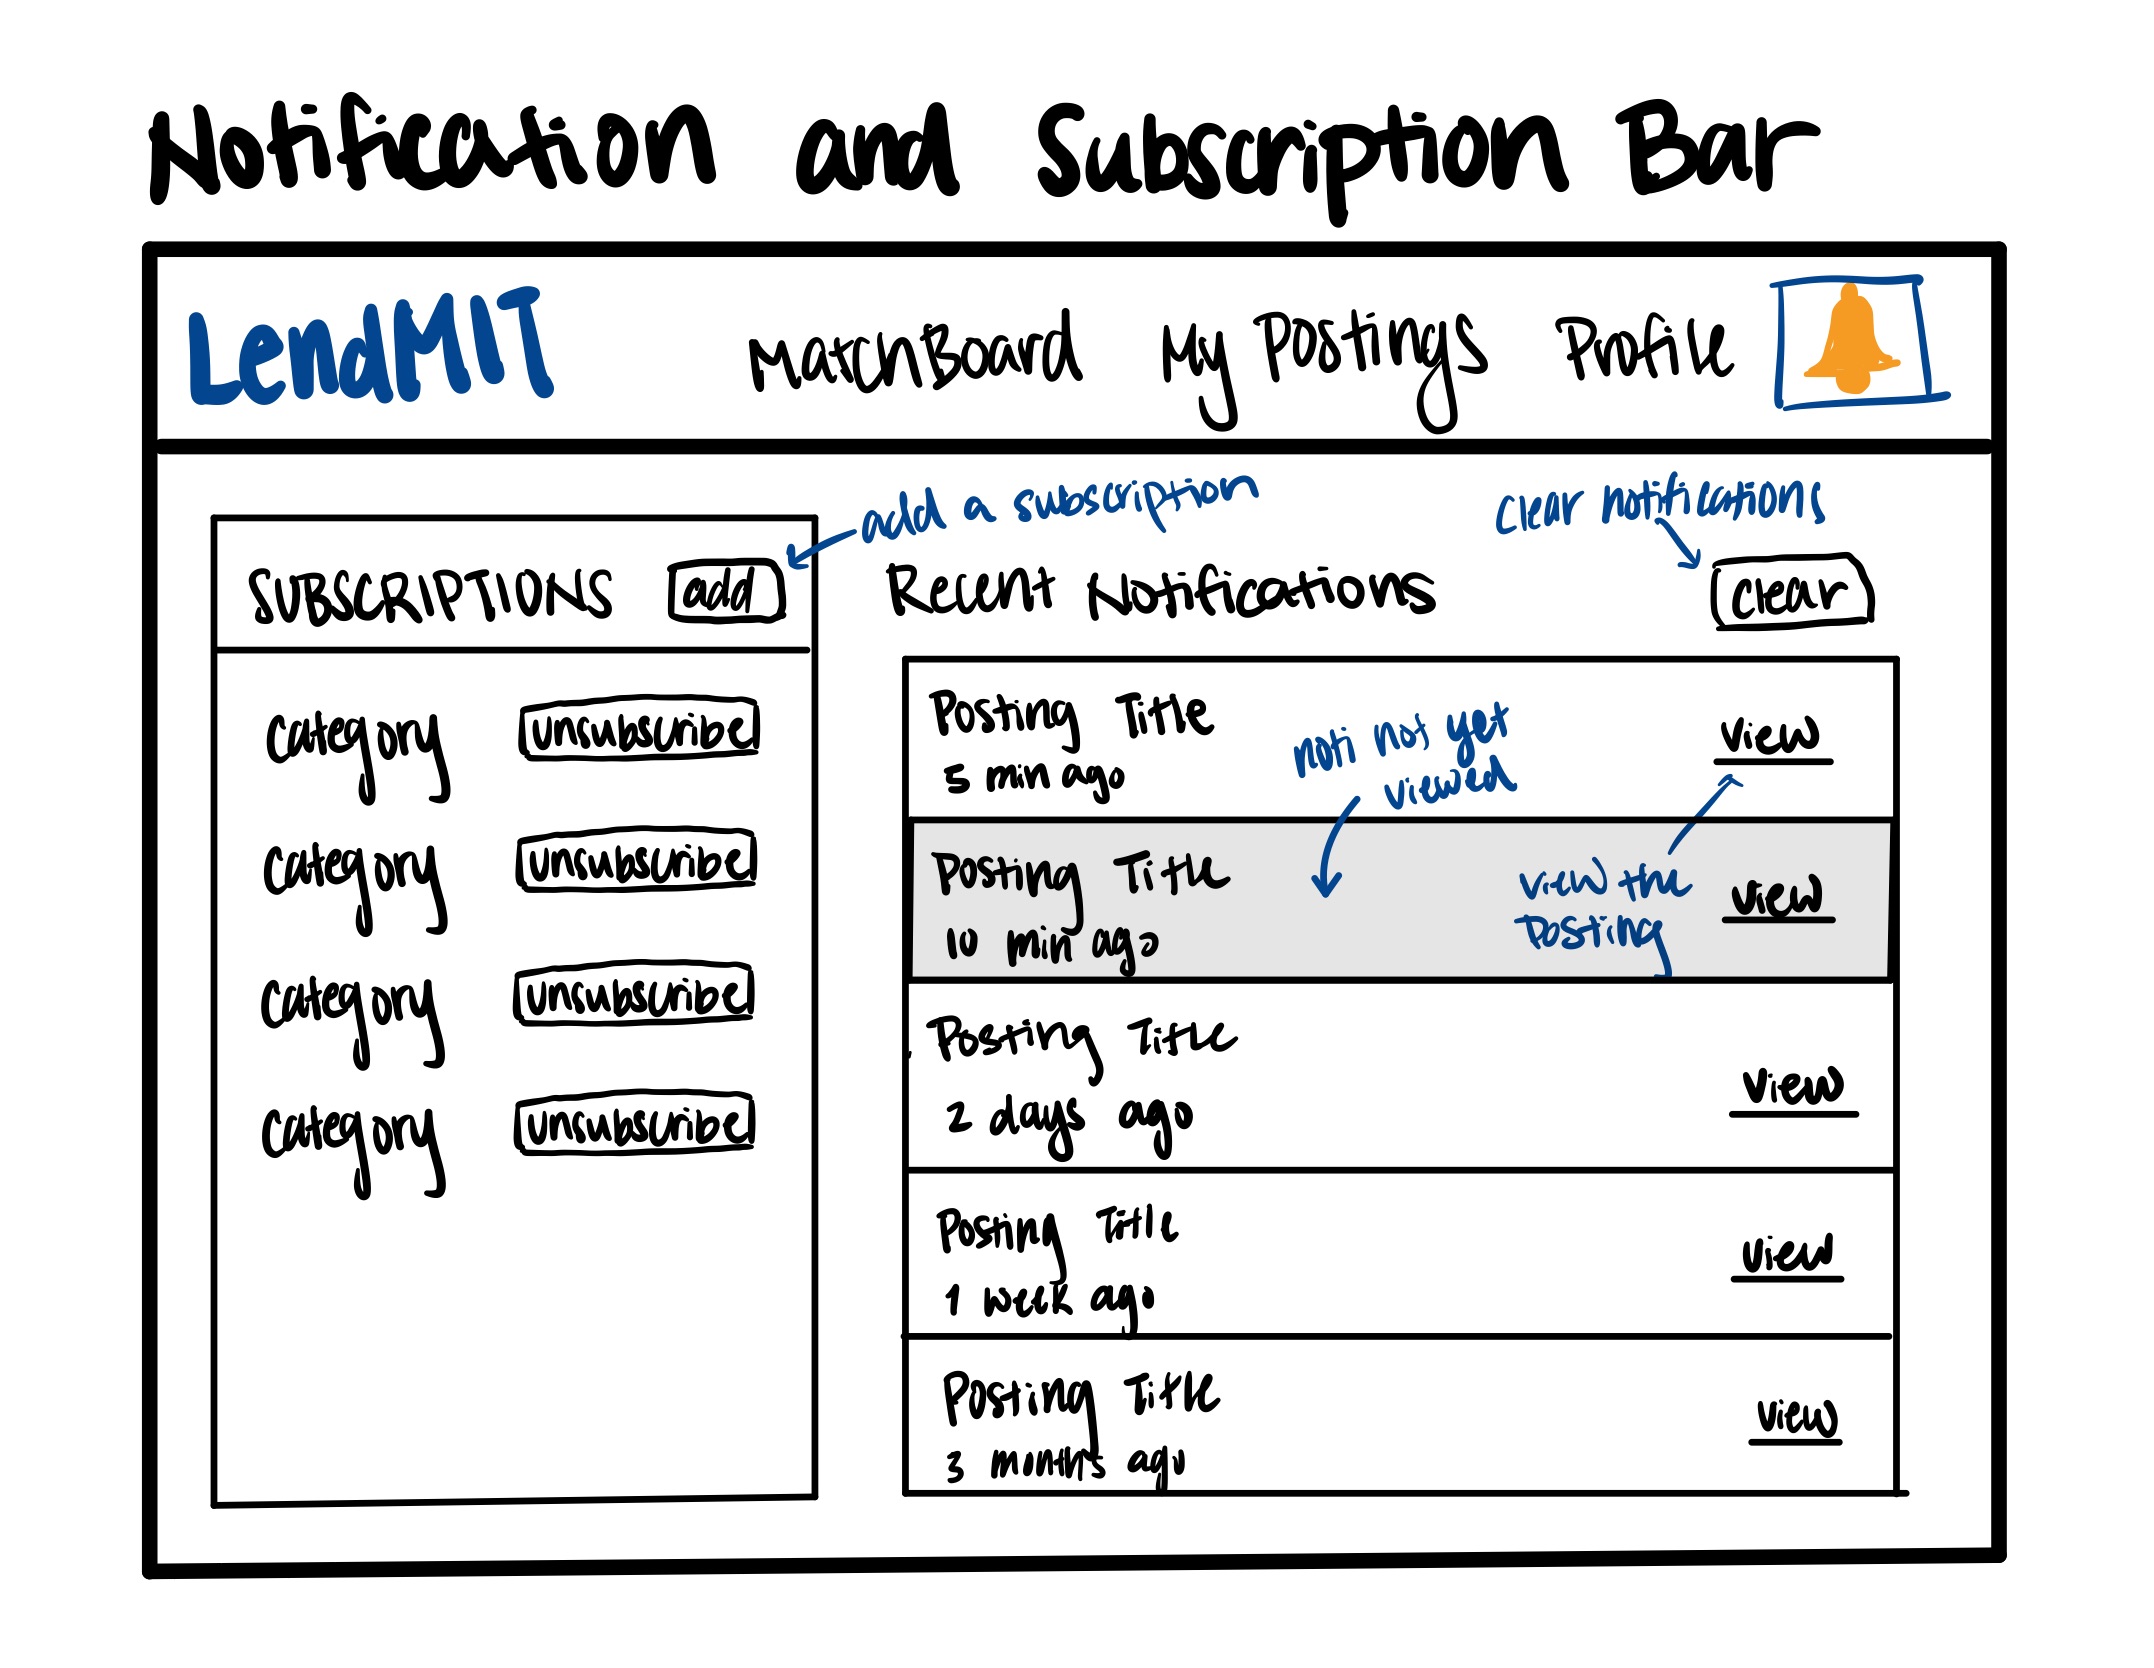 Notification and Subscription Bar
LendMIT MatchBoard My Postings Profile
add a subscription
clear notifications
SUBSCRIPTIONS add
Recent Notifications clear
category unsubscribe
category unsubscribe
category unsubscribe
category unsubscribe
Posting Title
5 min ago
noti not yet
viewed
view
Posting Title
10 min ago
view the
Posting
view
Posting Title
2 days ago
view
Posting Title
1 week ago
view
Posting Title
3 months ago
view